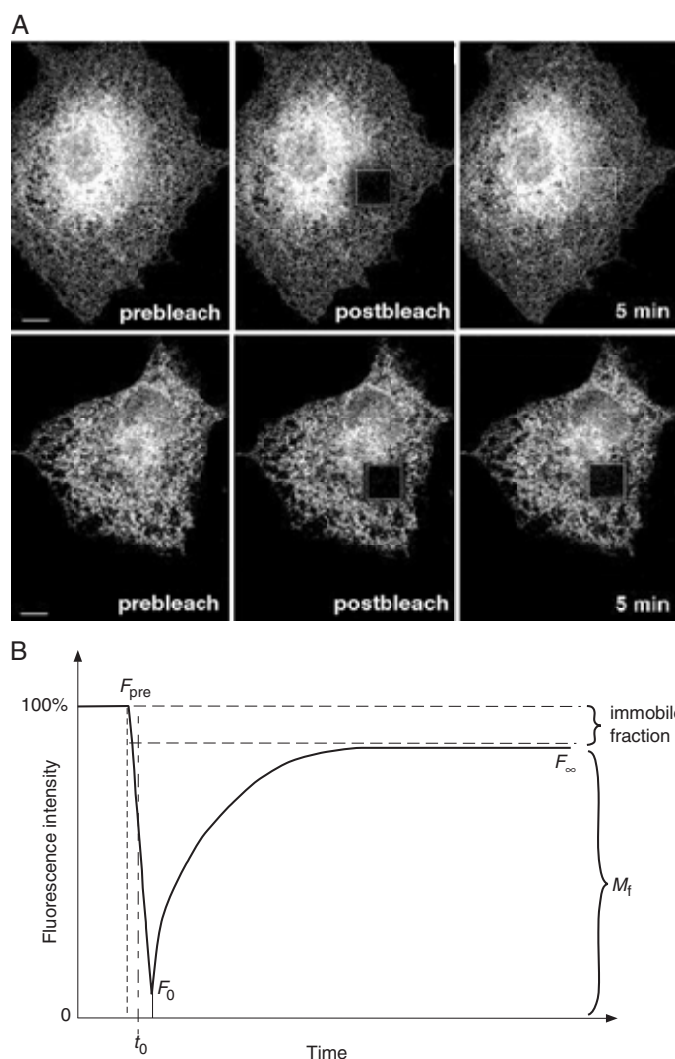 A
prebleach
postbleach
5 min
prebleach
postbleach
5 min
B
F_pre
100%
immobile
fraction
F_∞
Fluorescence intensity
M_f
F_0
0
t_0
Time